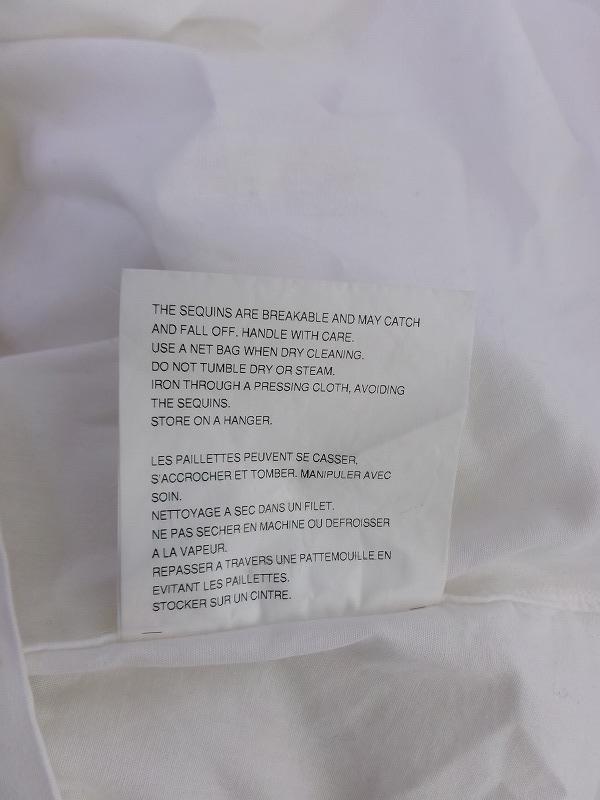 THE SEQUINS ARE BREAKABLE AND MAY CATCH
AND FALL OFF. HANDLE WITH CARE.
USE A NET BAG WHEN DRY CLEANING.
DO NOT TUMBLE DRY OR STEAM.
IRON THROUGH A PRESSING CLOTH, AVOIDING
THE SEQUINS.
STORE ON A HANGER.
LES PAILLETTES PEUVENT SE CASSER,
S'ACCROCHER ET TOMBER. MANIPULER AVEC
SOIN.
NETTOYAGE A SEC DANS UN FILET.
NE PAS SECHER EN MACHINE OU DEFROISSER
A LA VAPEUR.
REPASSER A TRAVERS UNE PATTEMOUILLE EN
EVITANT LES PAILLETTES.
STOCKER SUR UN CINTRE.